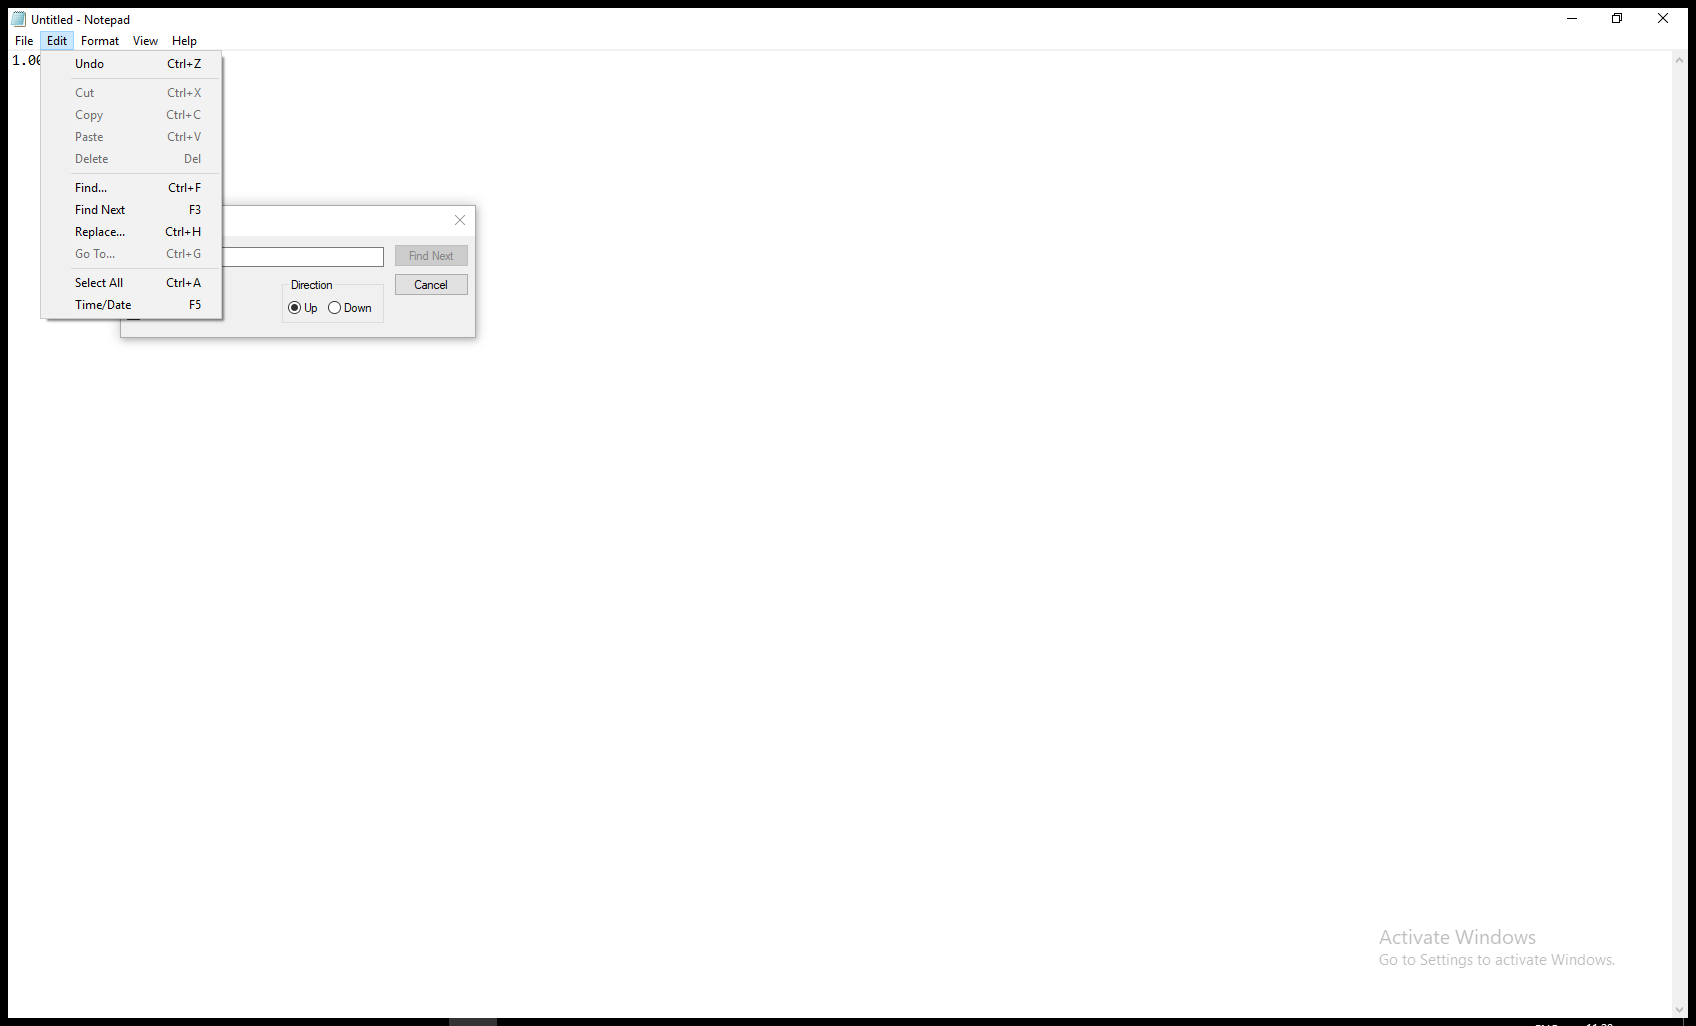 Untitled - Notepad
File Edit Format View Help
1.00
Undo Ctrl+Z
Cut Ctrl+X
Copy Ctrl+C
Paste Ctrl+V
Delete Del
Find... Ctrl+F
Find Next F3
Replace... Ctrl+H
Go To... Ctrl+G
Select All Ctrl+A
Time/Date F5
Find Next
Cancel
Direction
Up Down
Activate Windows
Go to Settings to activate Windows.